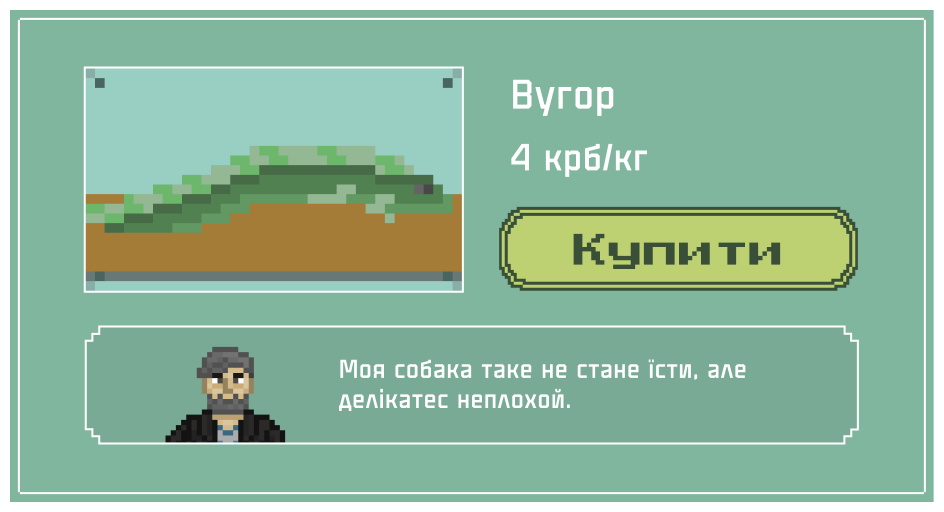 Вугор
4 крб/кг
Купити
Моя собака таке не стане їсти, але
делікатес неплохой.